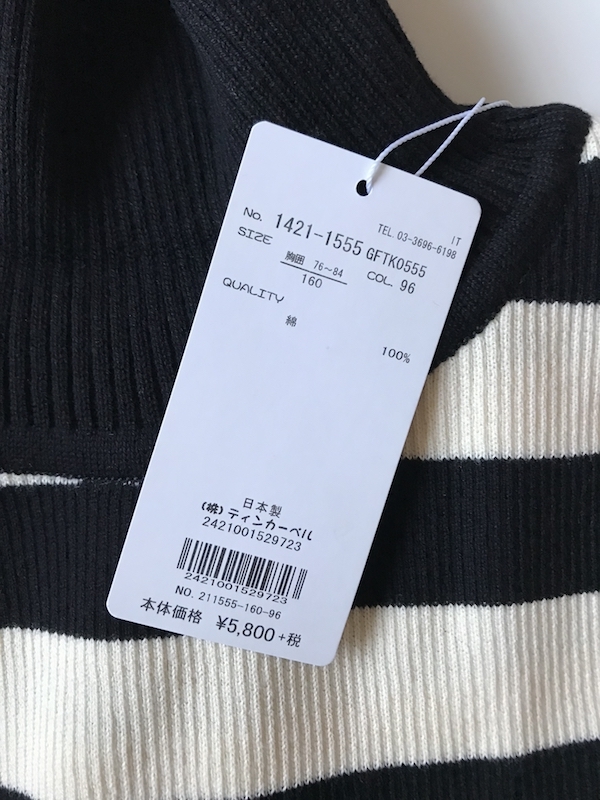 IT
TEL. 03-3696-6198
No. 1421-1555 GFTK0555
SIZE 胸囲 76～84 COL. 96
160
QUALITY
綿
100%
日本製
(株)ティンカーベル
2421001529723
2421001529723
NO. 211555-160-96
本体価格 ¥5,800+税